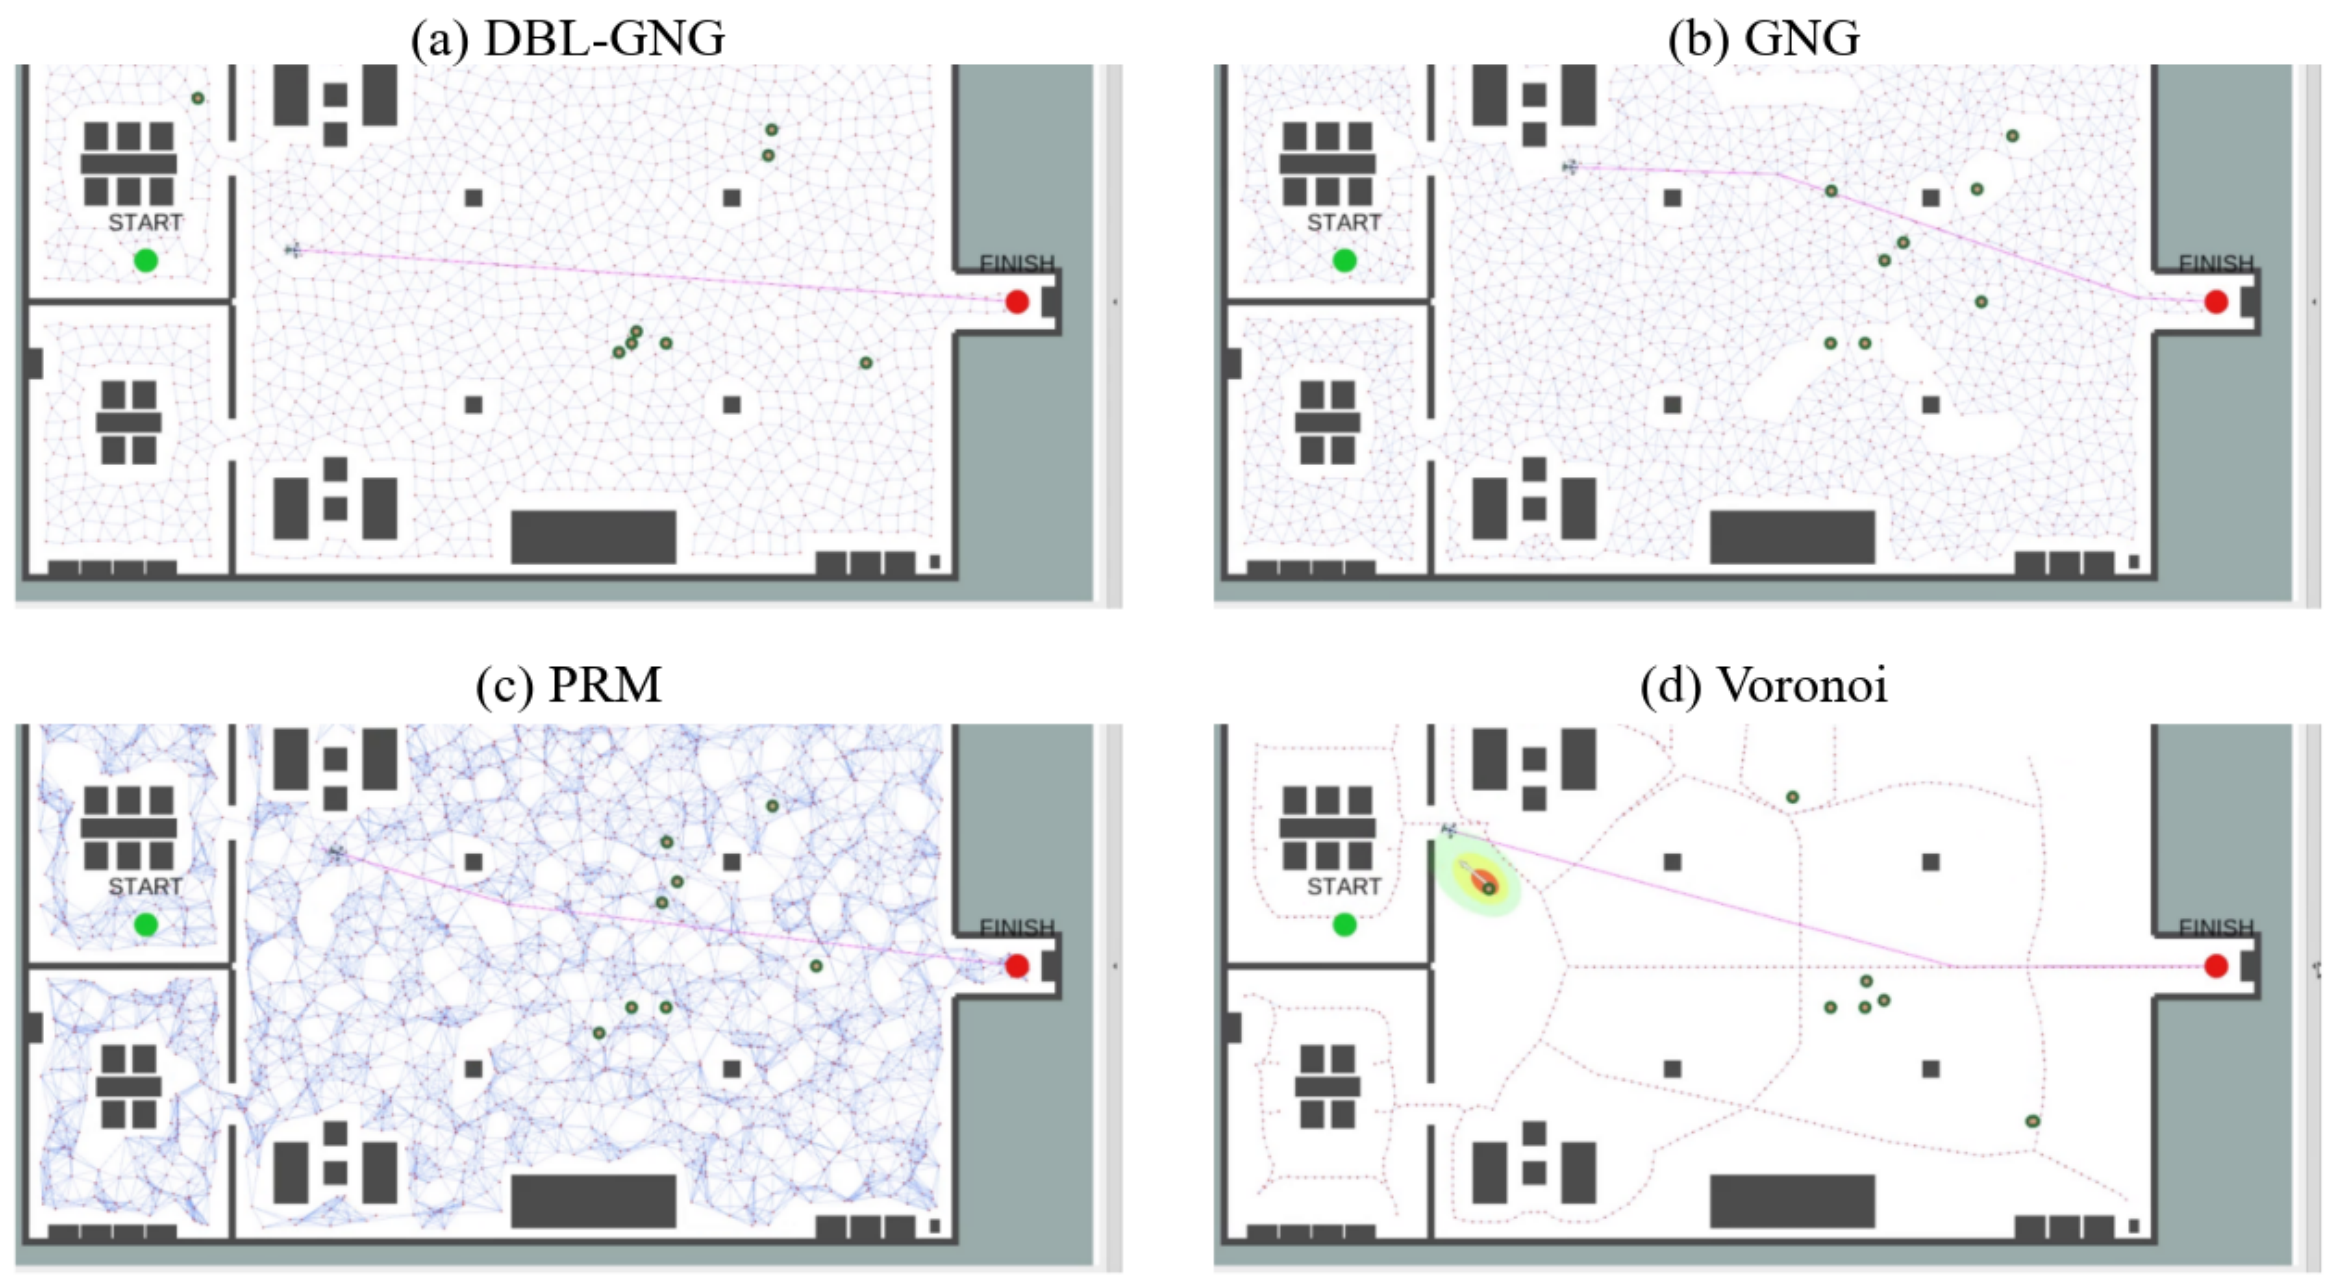 (a) DBL-GNG
(b) GNG
START
FINISH
START
FINISH
(c) PRM
(d) Voronoi
START
FINISH
START
FINISH